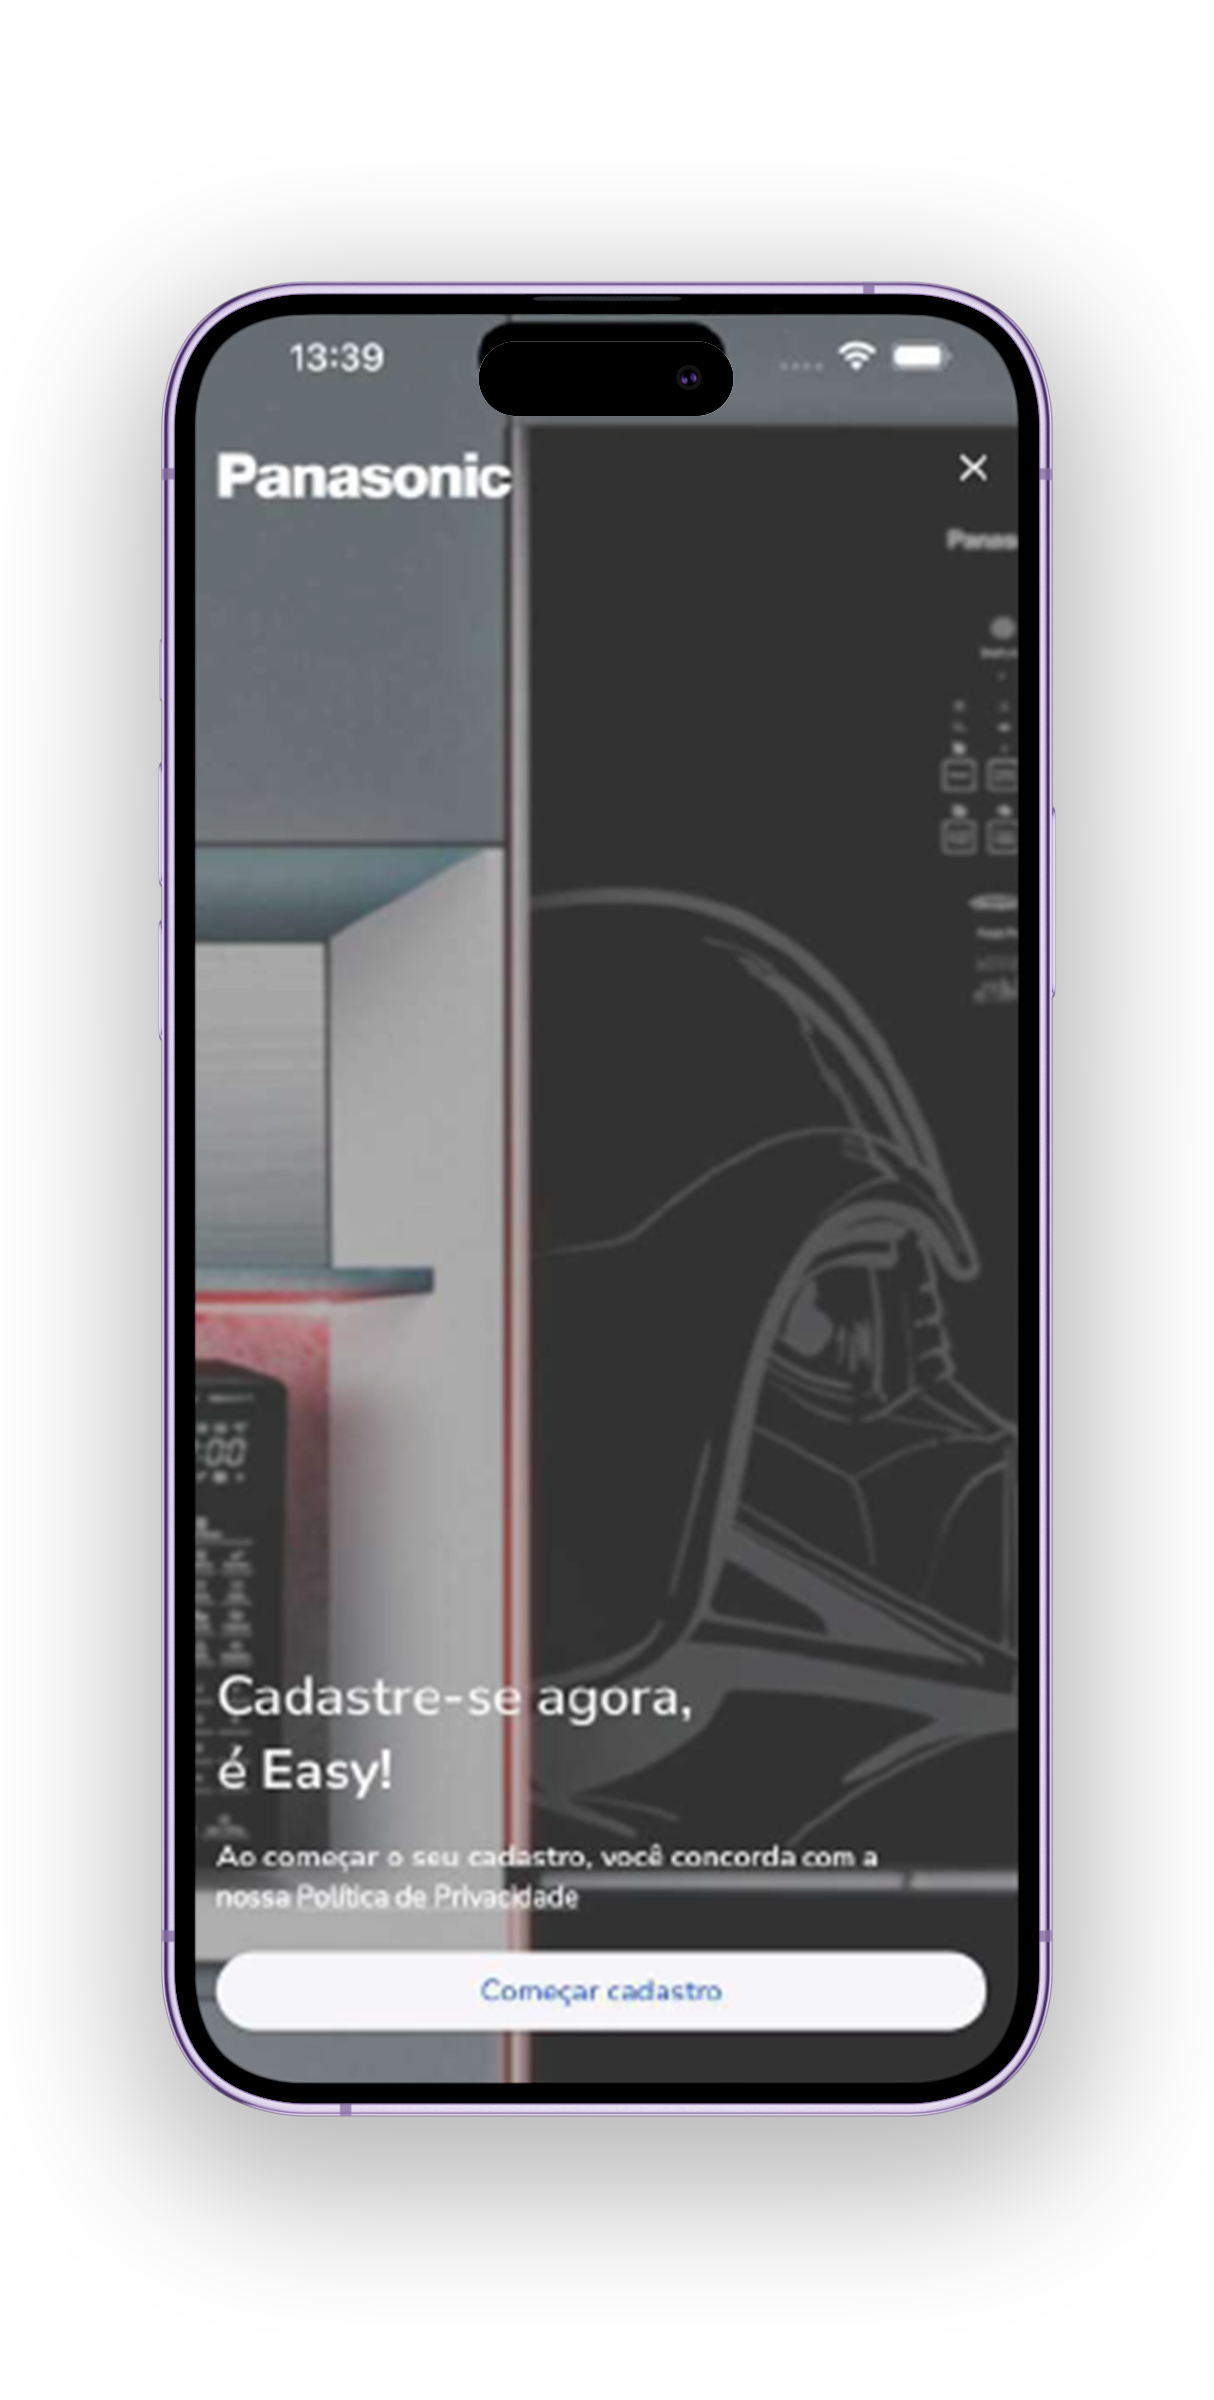 13:39
Panasonic
Cadastre-se agora,
é Easy!
Ao começar o seu cadastro, você concorda com a
nossa Política de Privacidade
Começar cadastro